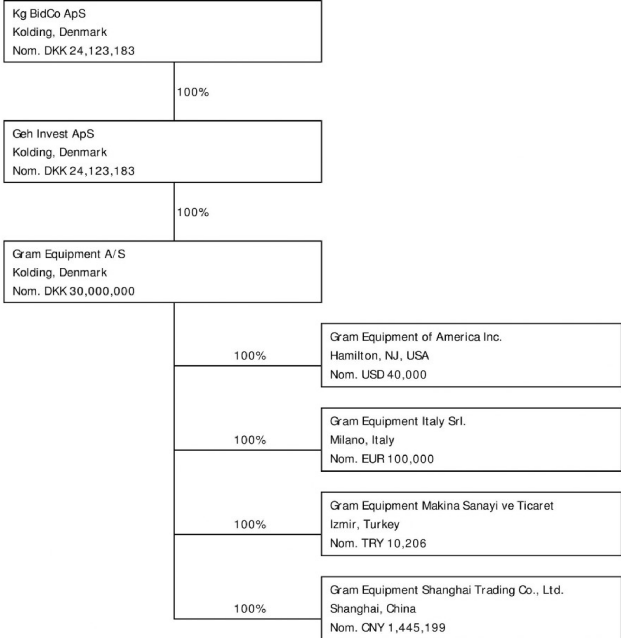 Kg BidCo ApS
Kolding, Denmark
Nom. DKK 24,123,183
100%
Geh Invest ApS
Kolding, Denmark
Nom. DKK 24,123,183
100%
Gram Equipment A/S
Kolding, Denmark
Nom. DKK 30,000,000
100%
Gram Equipment of America Inc.
Hamilton, NJ, USA
Nom. USD 40,000
100%
Gram Equipment Italy Srl.
Milano, Italy
Nom. EUR 100,000
100%
Gram Equipment Makina Sanayi ve Ticaret
Izmir, Turkey
Nom. TRY 10,206
100%
Gram Equipment Shanghai Trading Co., Ltd.
Shanghai, China
Nom. CNY 1,445,199